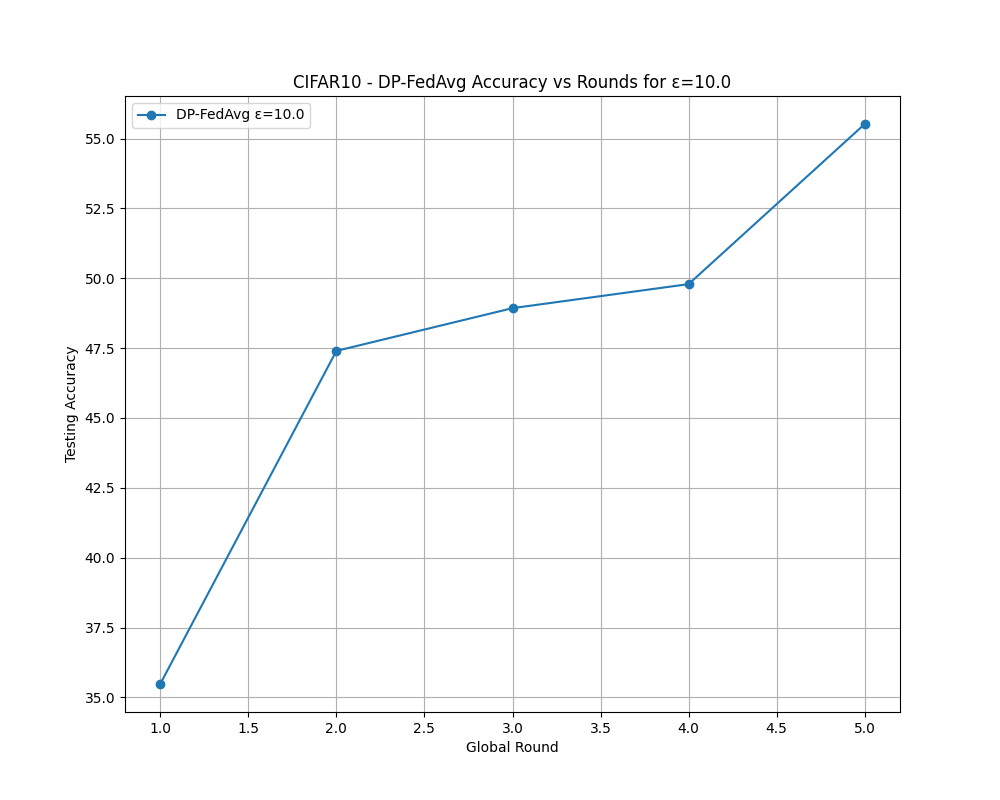 CIFAR10 - DP-FedAvg Accuracy vs Rounds for ε=10.0
DP-FedAvg ε=10.0
Testing Accuracy
55.0
52.5
50.0
47.5
45.0
42.5
40.0
37.5
35.0
1.0 1.5 2.0 2.5 3.0 3.5 4.0 4.5 5.0
Global Round